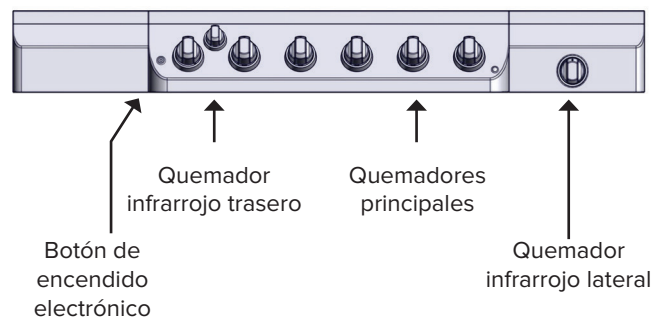 Quemador
infrarrojo trasero
Quemadores
principales
Botón de
encendido
electrónico
Quemador
infrarrojo lateral